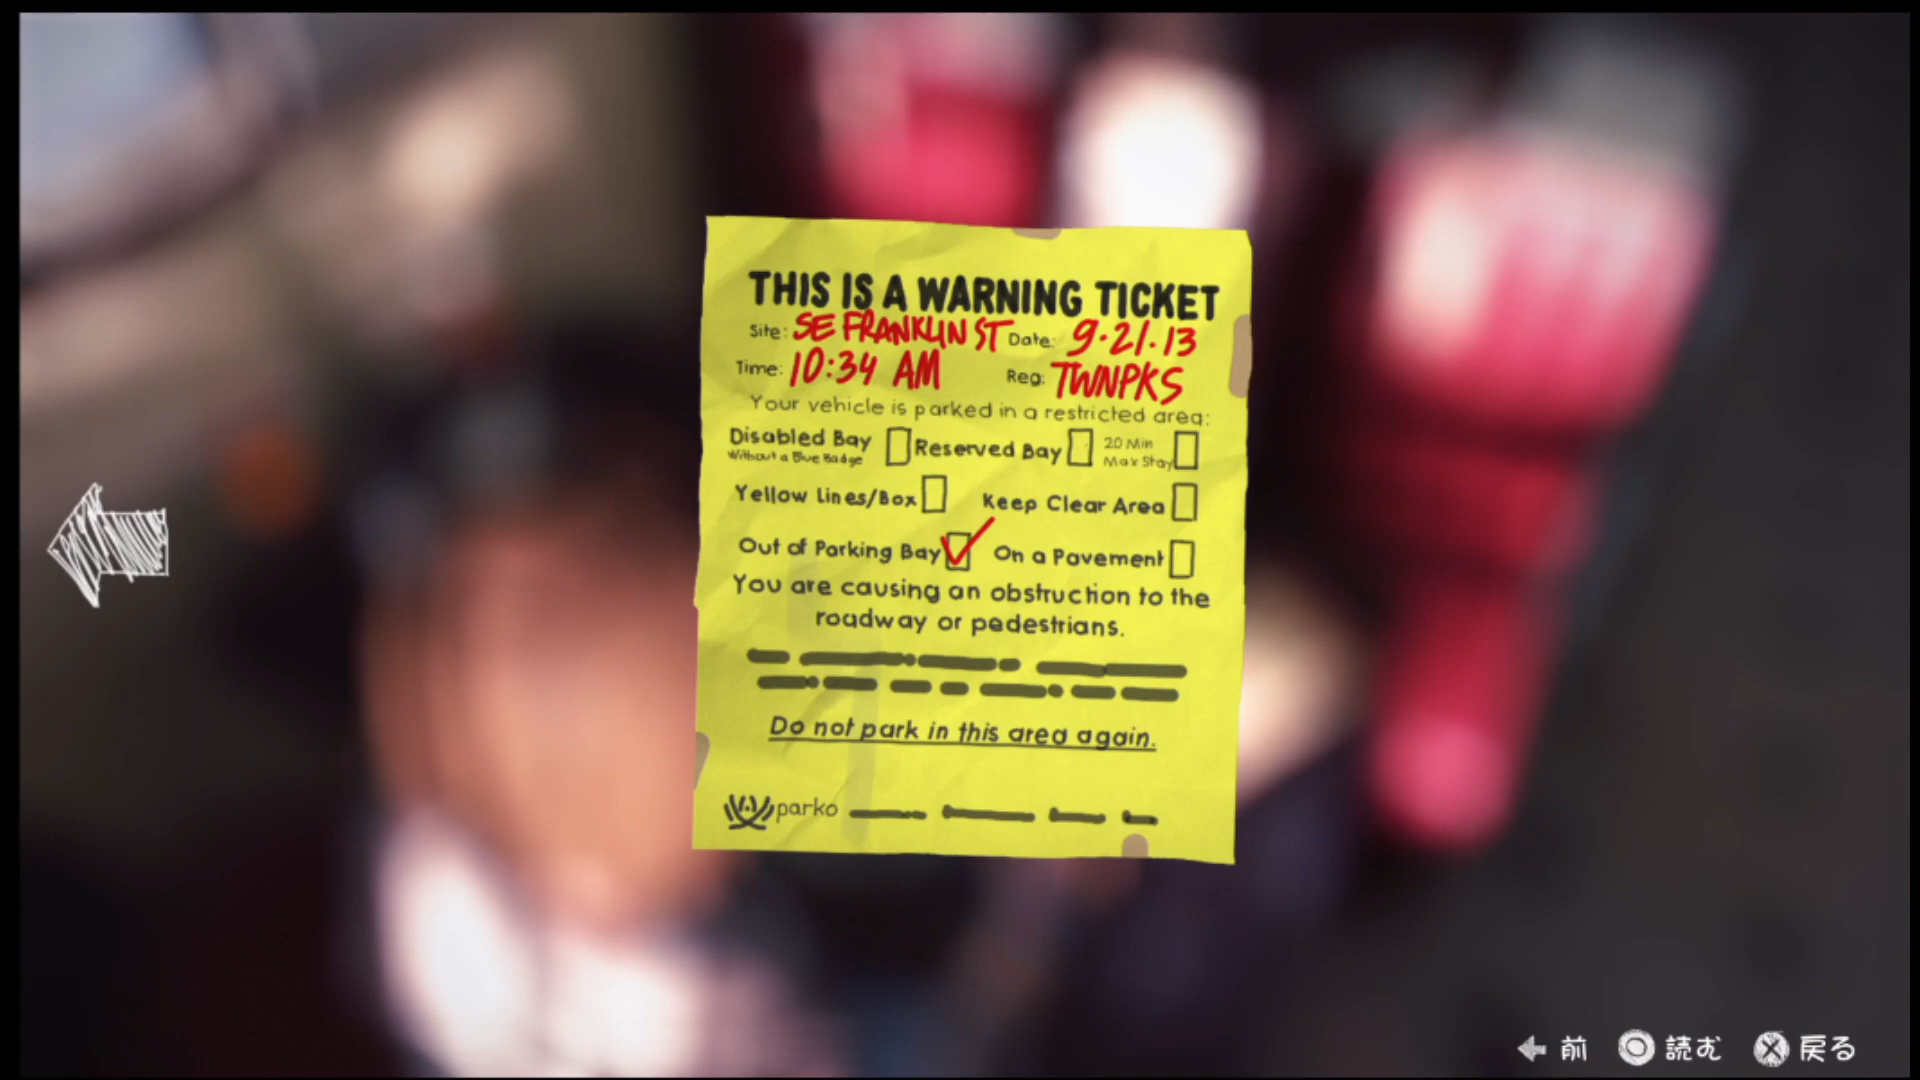 THIS IS A WARNING TICKET
Site: SE FRANKLIN ST Date: 9.21.13
Time: 10:34 AM Reg: TWNPKS
Your vehicle is parked in a restricted area:
Disabled Bay Reserved Bay 20 Min
Without a Blue Badge Max Stay
Yellow Lines/Box Keep Clear Area
Out of Parking Bay On a Pavement
You are causing an obstruction to the
roadway or pedestrians.
Do not park in this area again.
parko
前 読む 戻る